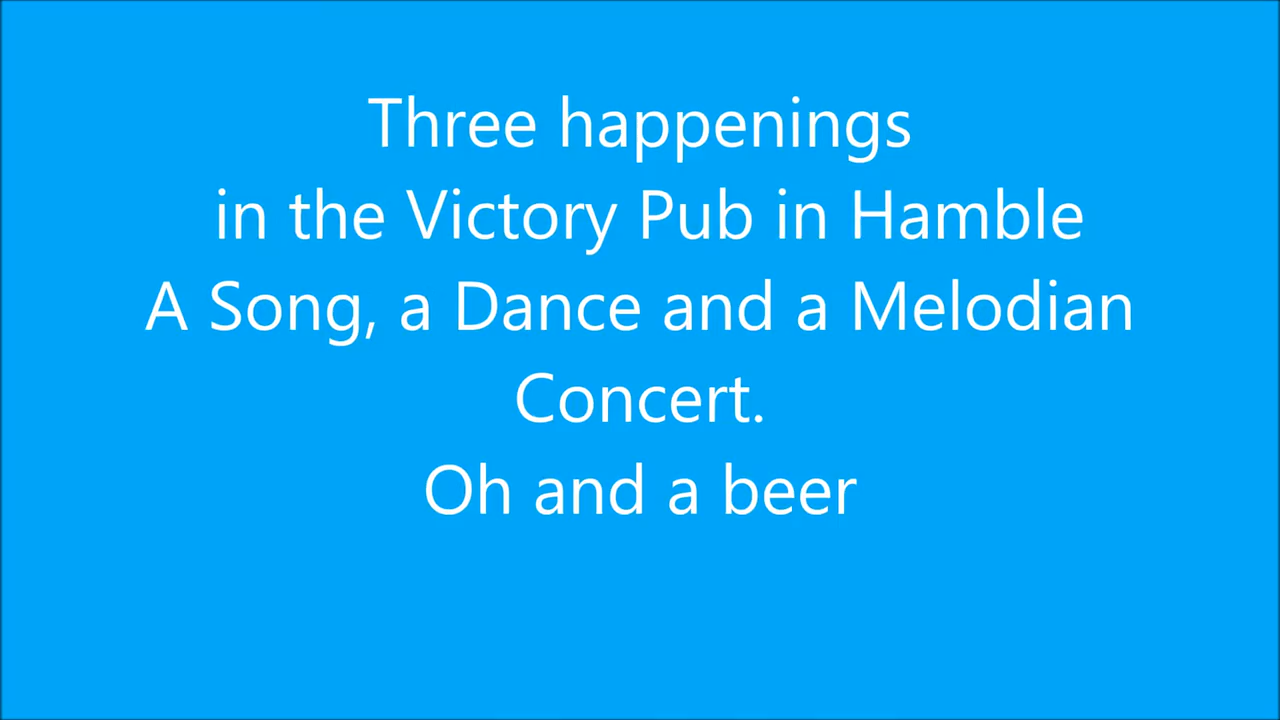 Three happenings
in the Victory Pub in Hamble
A Song, a Dance and a Melodian
Concert.
Oh and a beer